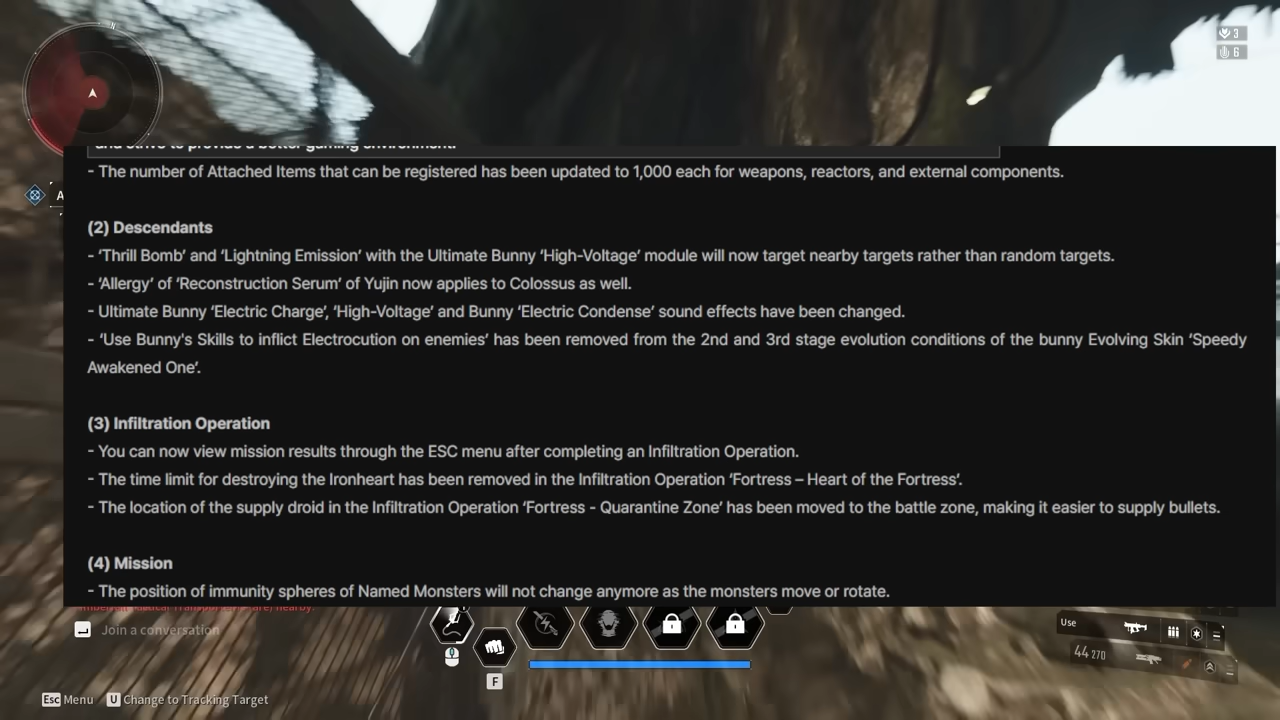 N
3
6
A
and strive to provide a better gaming environment.
- The number of Attached Items that can be registered has been updated to 1,000 each for weapons, reactors, and external components.
(2) Descendants
- ‘Thrill Bomb’ and ‘Lightning Emission’ with the Ultimate Bunny ‘High-Voltage’ module will now target nearby targets rather than random targets.
- ‘Allergy’ of ‘Reconstruction Serum’ of Yujin now applies to Colossus as well.
- Ultimate Bunny ‘Electric Charge’, ‘High-Voltage’ and Bunny ‘Electric Condense’ sound effects have been changed.
- ‘Use Bunny's Skills to inflict Electrocution on enemies’ has been removed from the 2nd and 3rd stage evolution conditions of the bunny Evolving Skin ‘Speedy
Awakened One’.
(3) Infiltration Operation
- You can now view mission results through the ESC menu after completing an Infiltration Operation.
- The time limit for destroying the Ironheart has been removed in the Infiltration Operation ‘Fortress – Heart of the Fortress’.
- The location of the supply droid in the Infiltration Operation ‘Fortress - Quarantine Zone’ has been moved to the battle zone, making it easier to supply bullets.
(4) Mission
- The position of immunity spheres of Named Monsters will not change anymore as the monsters move or rotate.
nearby.
Join a conversation
Use
44 270
F
Esc Menu U Change to Tracking Target